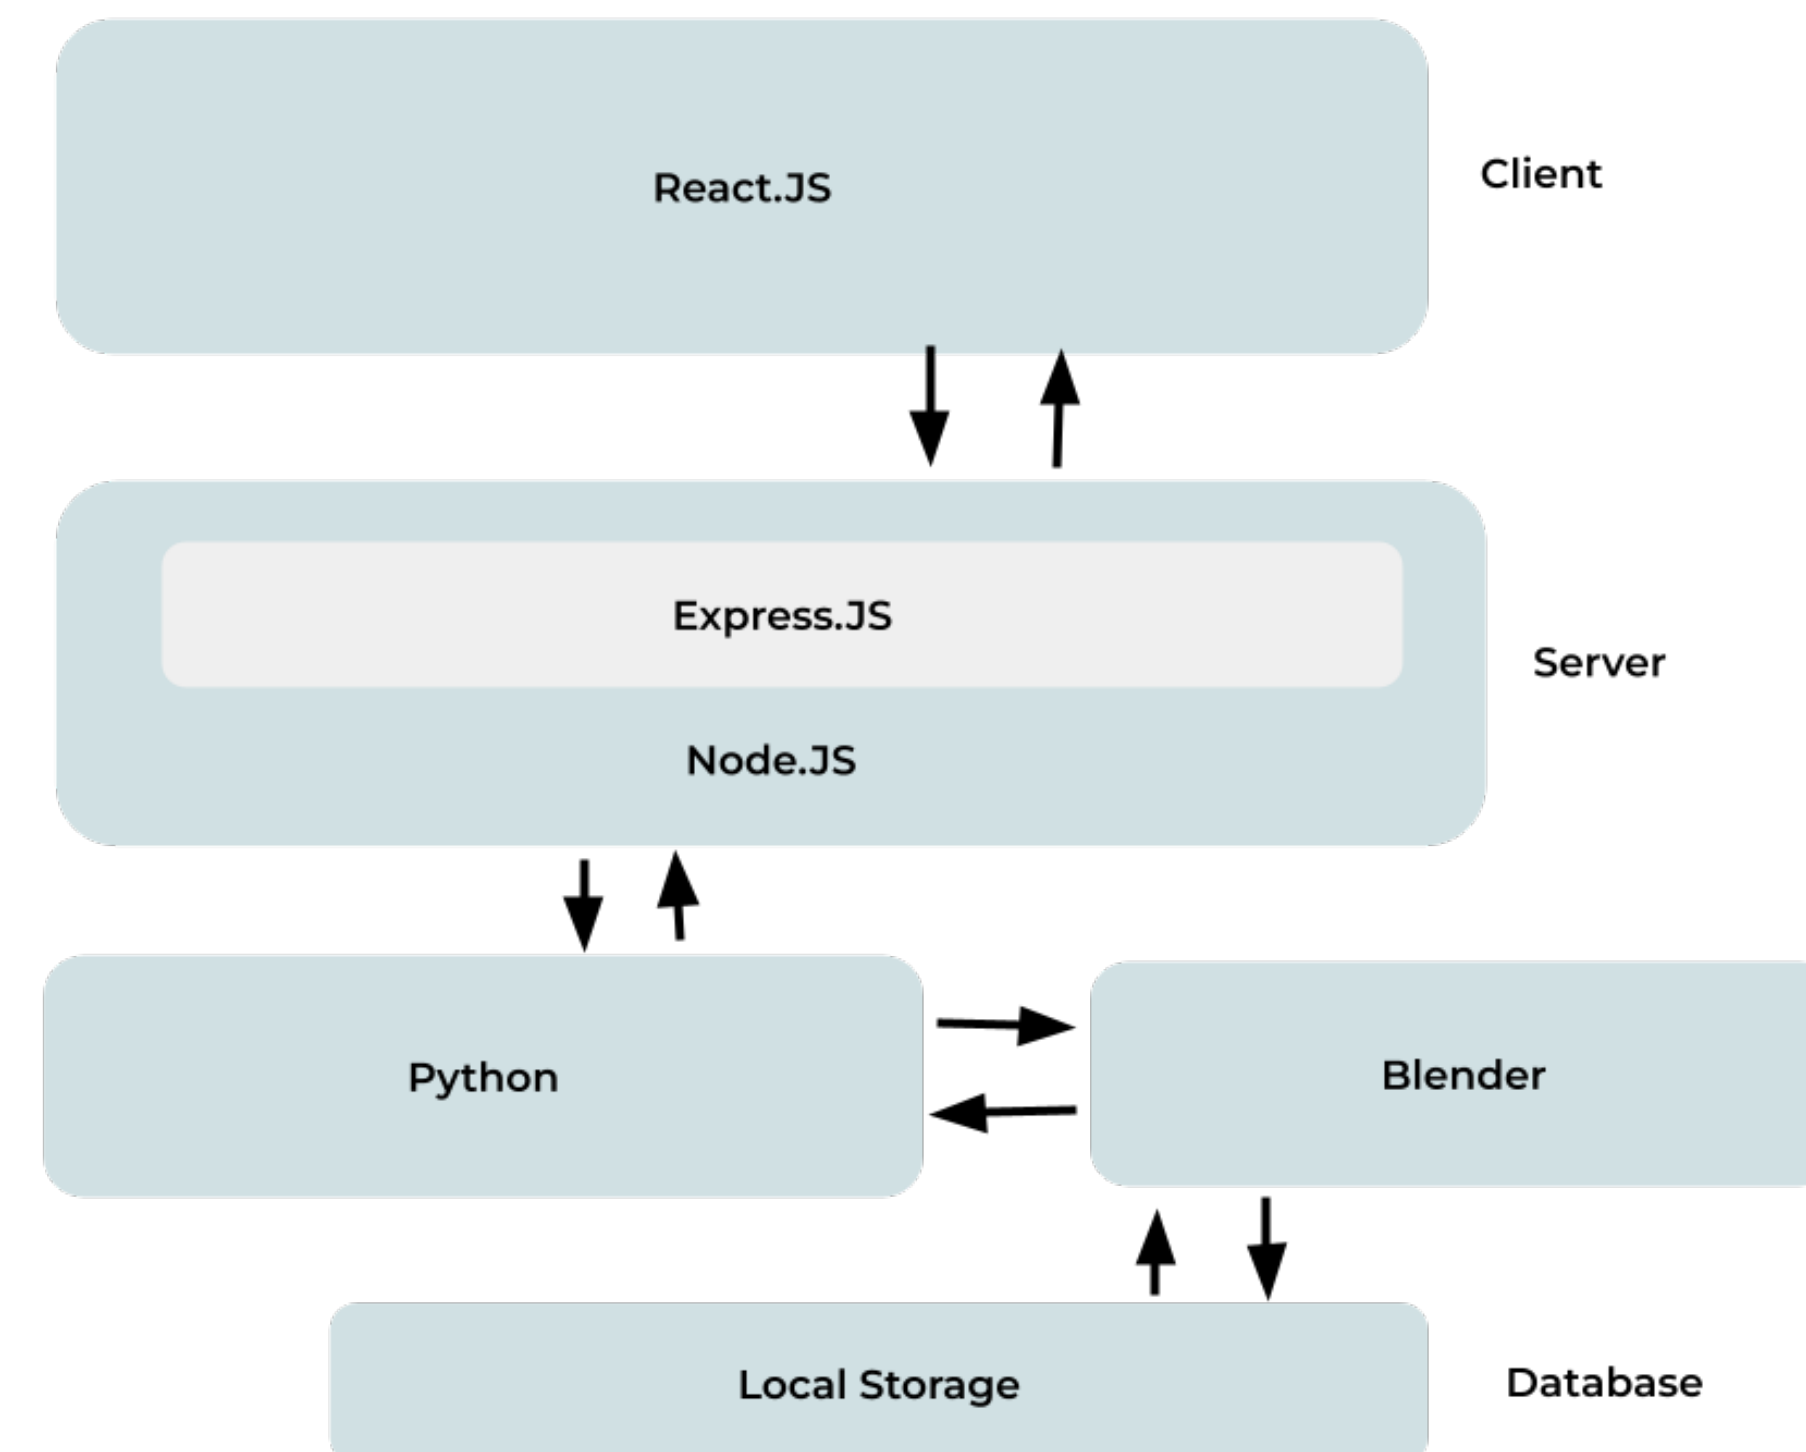 React.JS
Client
Express.JS
Server
Node.JS
Python
Blender
Local Storage
Database